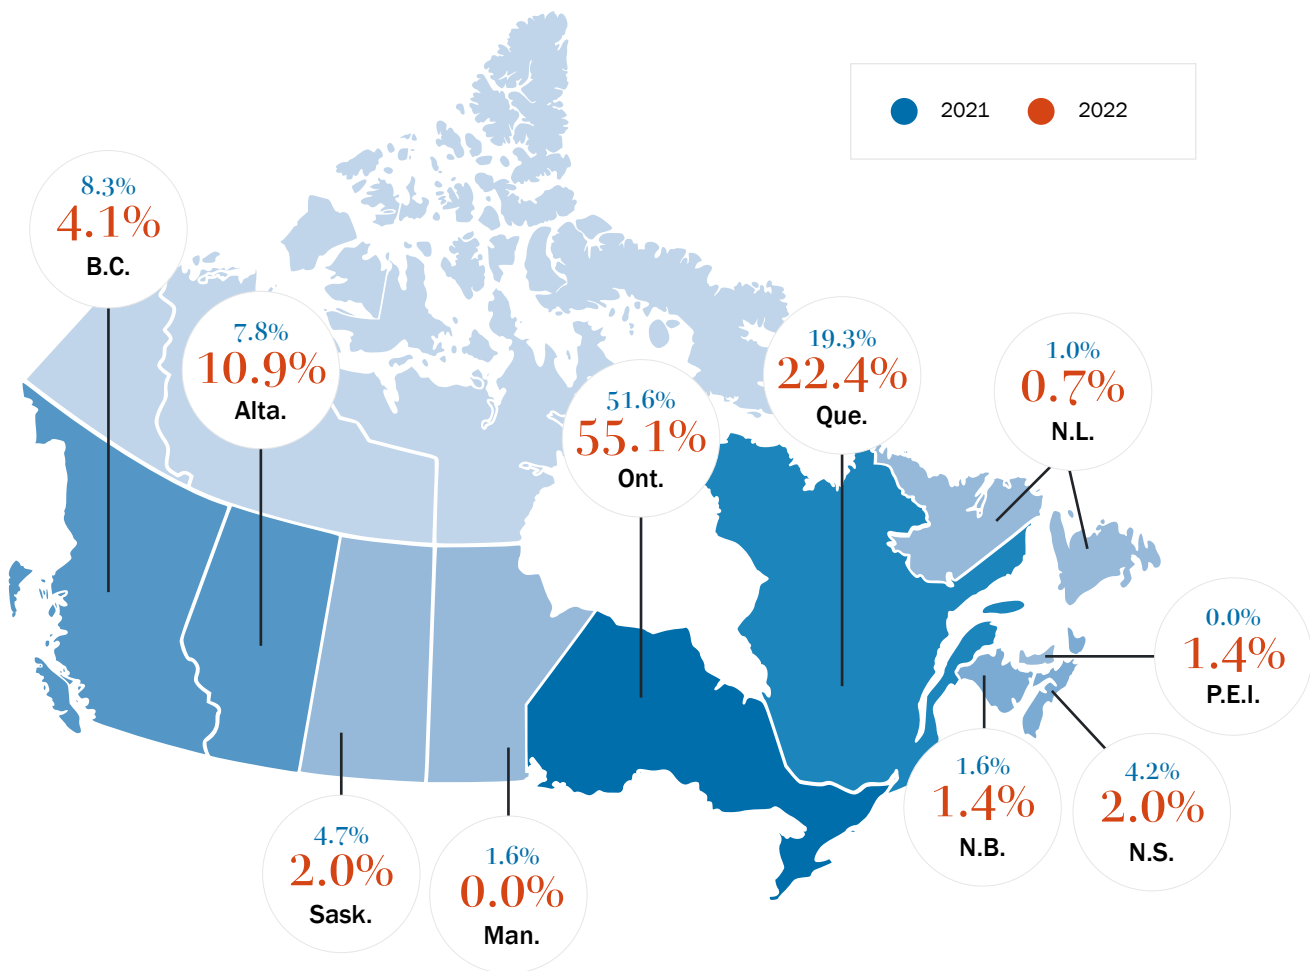 2021
2022
8.3%
4.1%
B.C.
7.8%
10.9%
Alta.
51.6%
55.1%
Ont.
19.3%
22.4%
Que.
1.0%
0.7%
N.L.
0.0%
1.4%
P.E.I.
1.6%
1.4%
N.B.
4.2%
2.0%
N.S.
4.7%
2.0%
Sask.
1.6%
0.0%
Man.